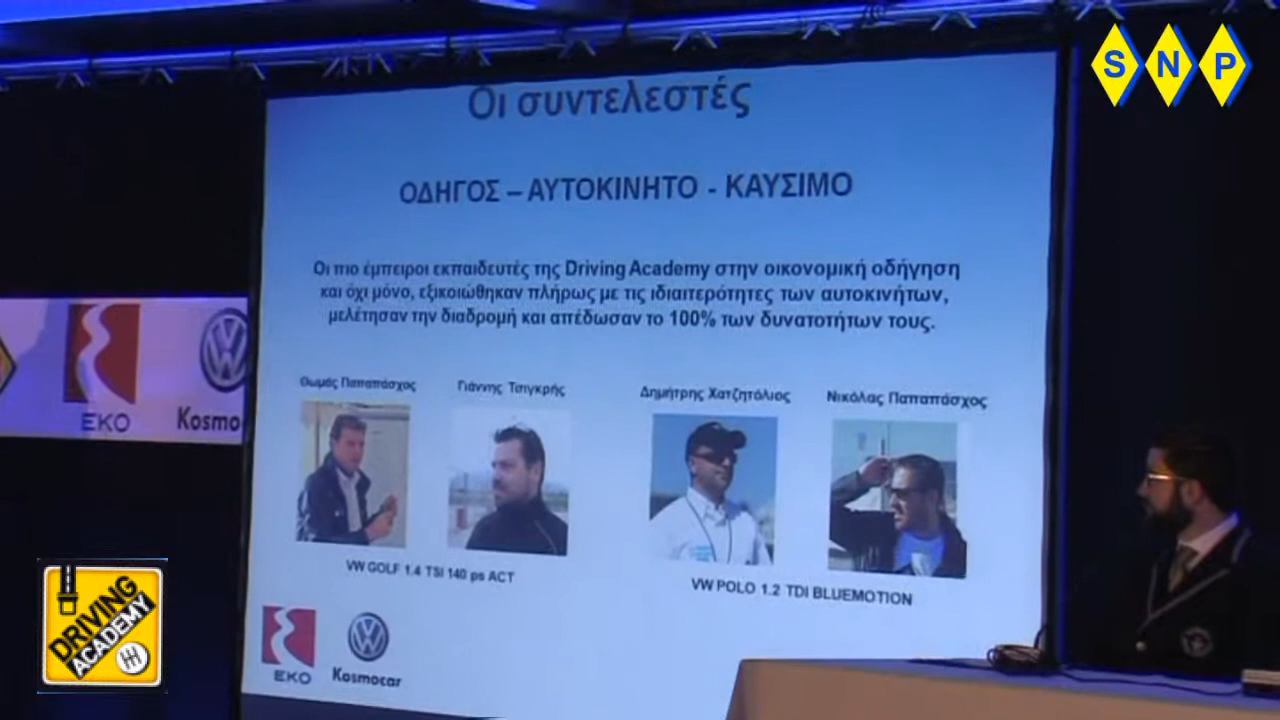 SNP
Οι συντελεστές
ΟΔΗΓΟΣ – ΑΥΤΟΚΙΝΗΤΟ - ΚΑΥΣΙΜΟ
Οι πιο έμπειροι εκπαιδευτές της Driving Academy στην οικονομική οδήγηση
και όχι μόνο, εξικοιώθηκαν πλήρως με τις ιδιαιτερότητες των αυτοκινήτων,
μελέτησαν την διαδρομή και απέδωσαν το 100% των δυνατοτήτων τους.
Θωμάς Παπαπάσχος
Γιάννης Τσιγκρής
Δημήτρης Χατζητόλιος
Νικόλας Παπαπάσχος
VW GOLF 1.4 TSI 140 ps ACT
VW POLO 1.2 TDI BLUEMOTION
EKO
Kosmocar
EKO
Kosmo
DRIVING
ACADEMY